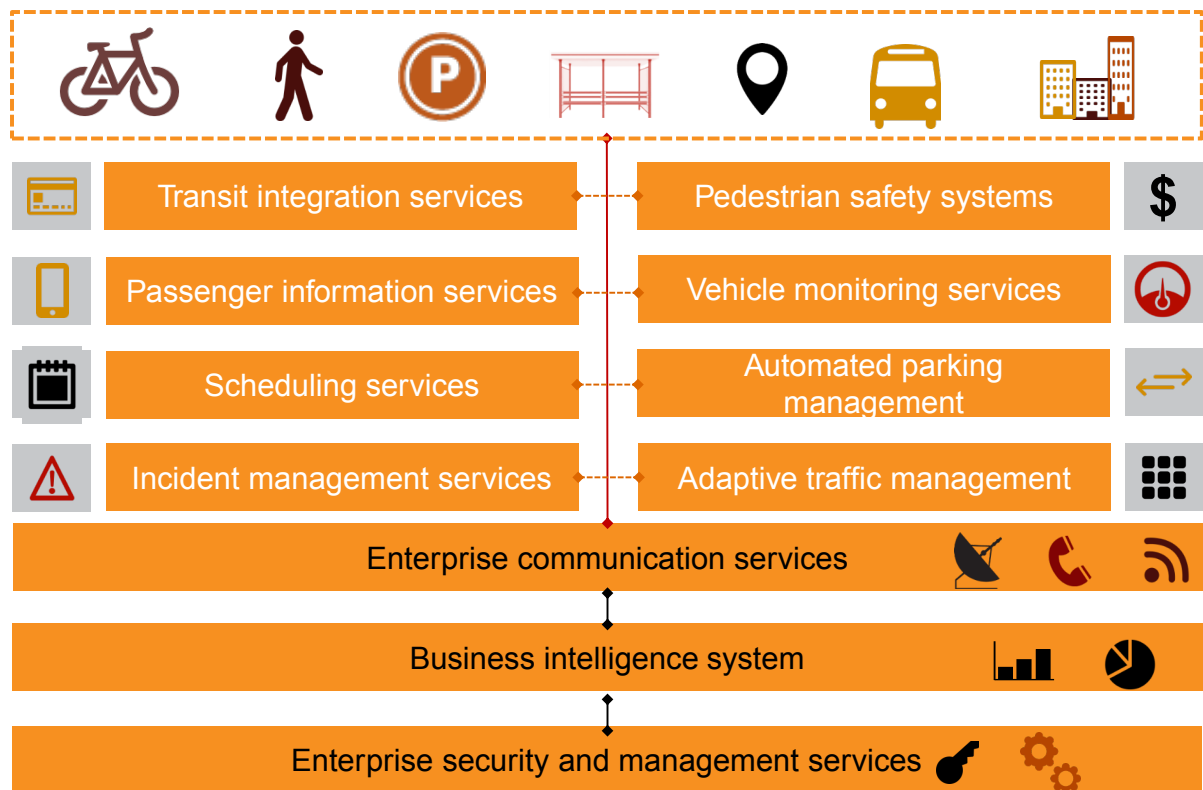 P
Transit integration services
Pedestrian safety systems
$
Passenger information services
Vehicle monitoring services
Scheduling services
Automated parking
management
Incident management services
Adaptive traffic management
Enterprise communication services
Business intelligence system
Enterprise security and management services